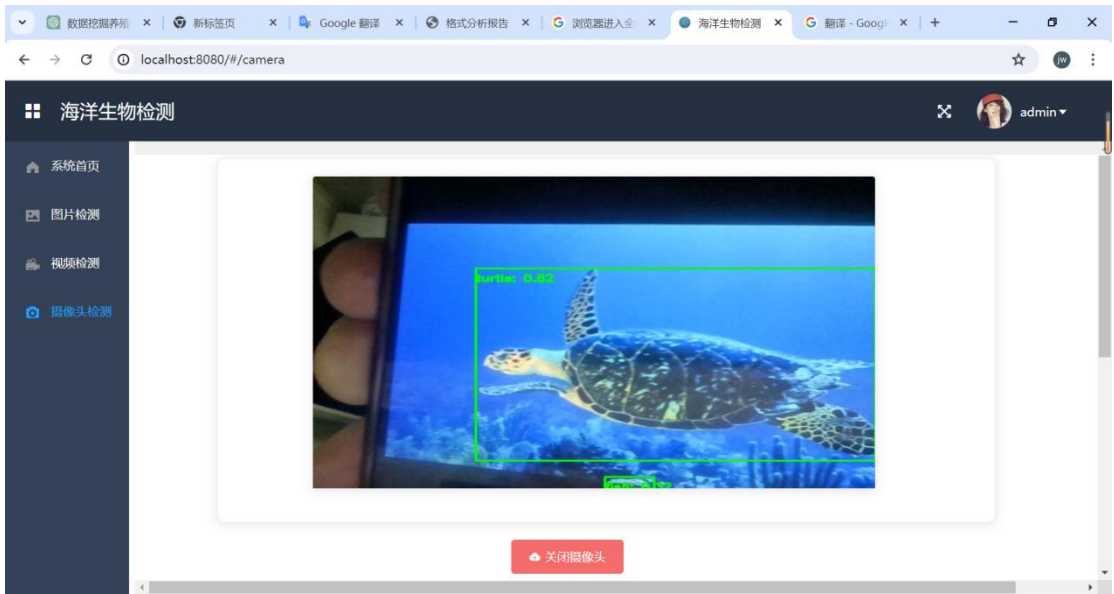 数据挖掘养殖
新标签页
Google 翻译
格式分析报告
浏览器进入全
海洋生物检测
翻译 - Googl
localhost:8080/#/camera
jw
海洋生物检测
admin
系统首页
图片检测
视频检测
摄像头检测
turtle: 0.82
关闭摄像头